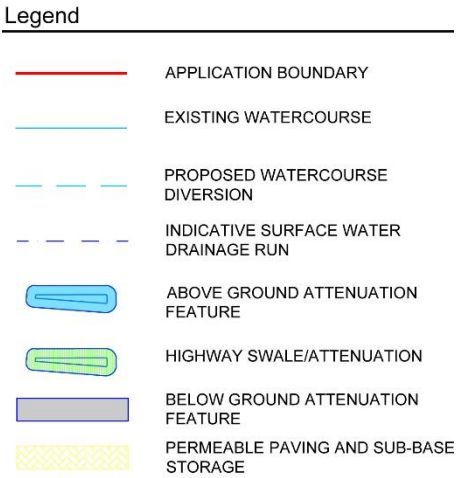 Legend
APPLICATION BOUNDARY
EXISTING WATERCOURSE
PROPOSED WATERCOURSE
DIVERSION
INDICATIVE SURFACE WATER
DRAINAGE RUN
ABOVE GROUND ATTENUATION
FEATURE
HIGHWAY SWALE/ATTENUATION
BELOW GROUND ATTENUATION
FEATURE
PERMEABLE PAVING AND SUB-BASE
STORAGE